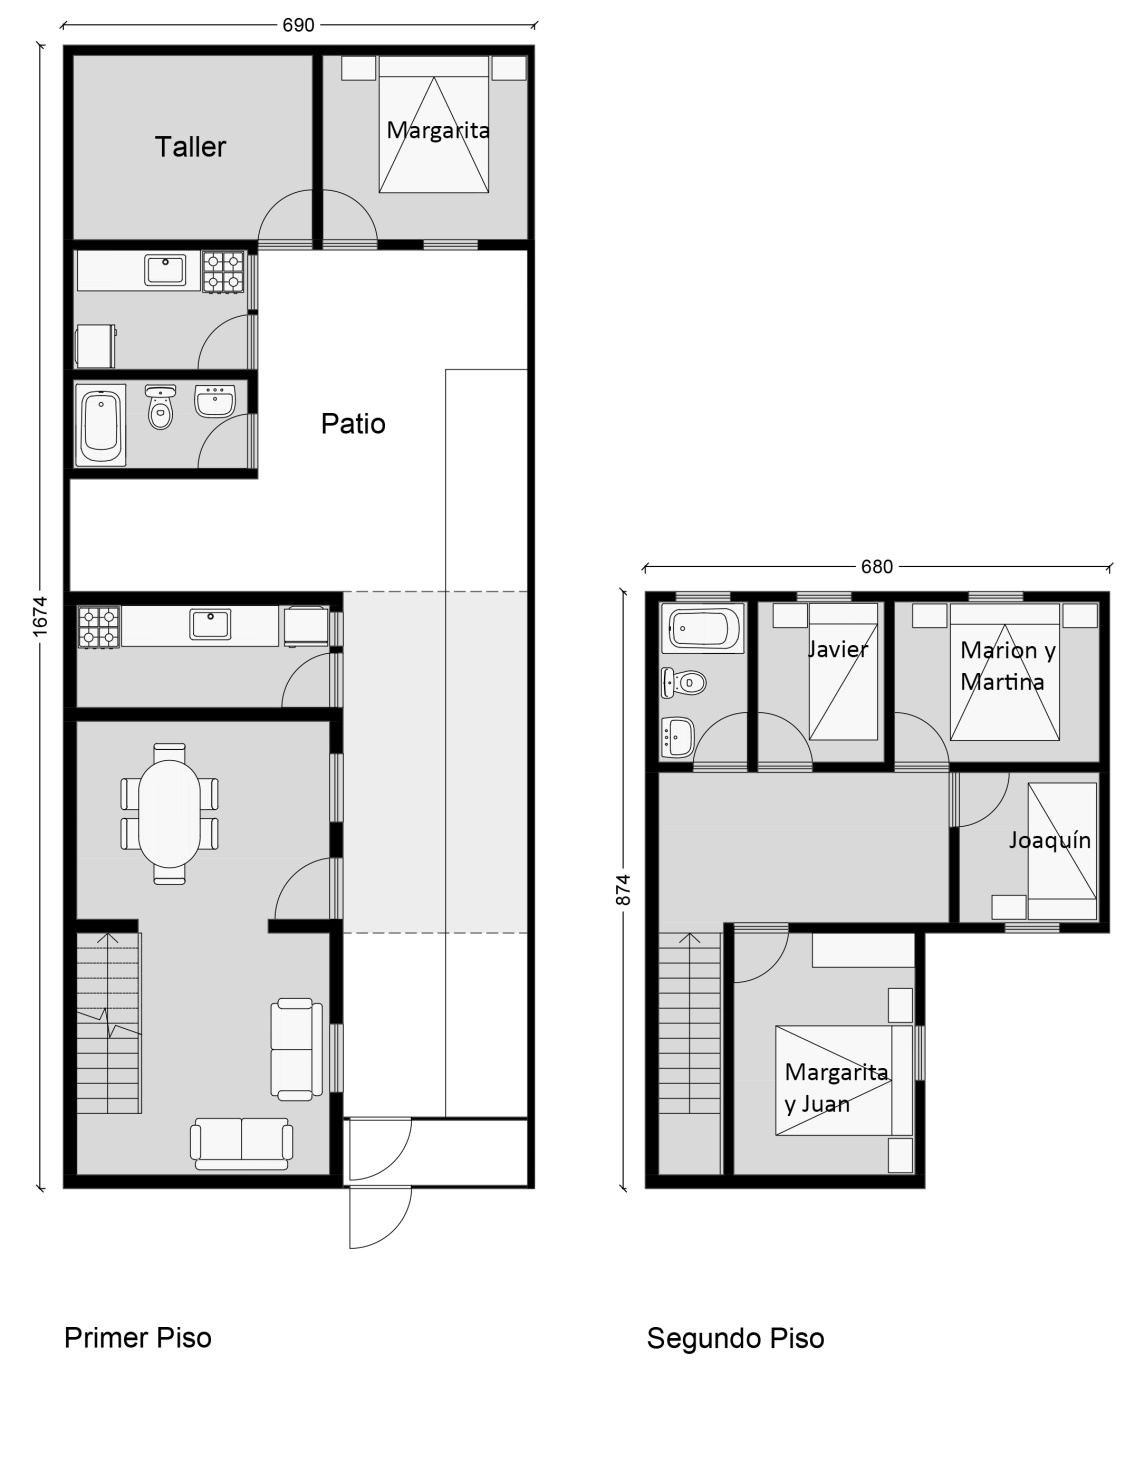 690
Taller
Margarita
Patio
1674
680
Javier
Marion y
Martina
Joaquín
874
Margarita
y Juan
Primer Piso
Segundo Piso